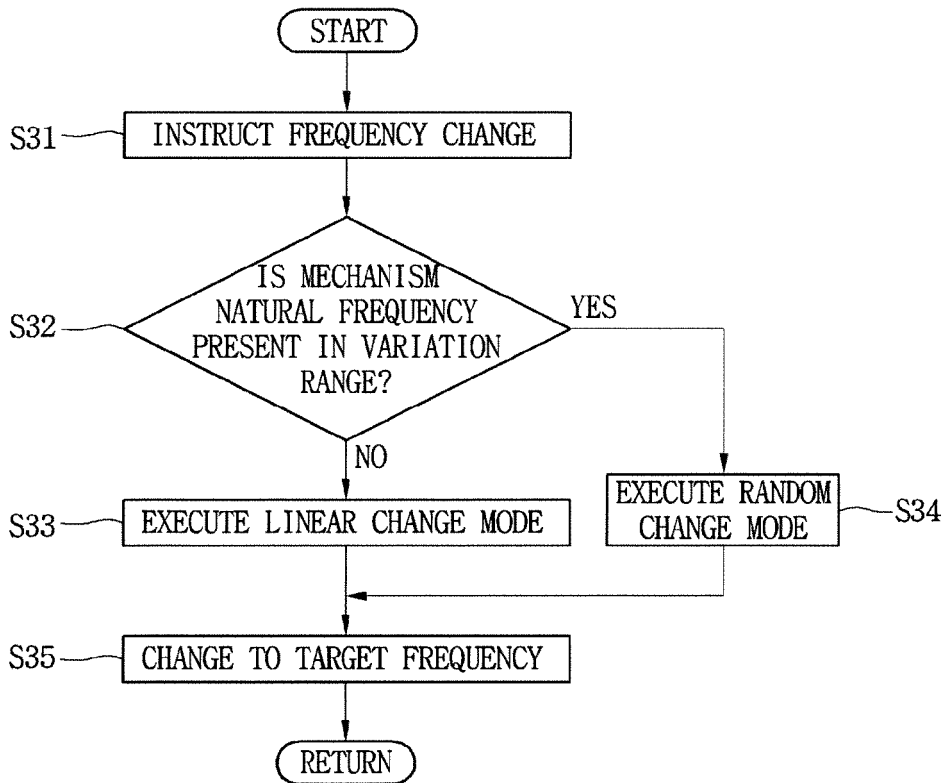 START
S31
INSTRUCT FREQUENCY CHANGE
S32
IS MECHANISM
NATURAL FREQUENCY
PRESENT IN VARIATION
RANGE?
YES
NO
S33
EXECUTE LINEAR CHANGE MODE
EXECUTE RANDOM
CHANGE MODE
S34
S35
CHANGE TO TARGET FREQUENCY
RETURN